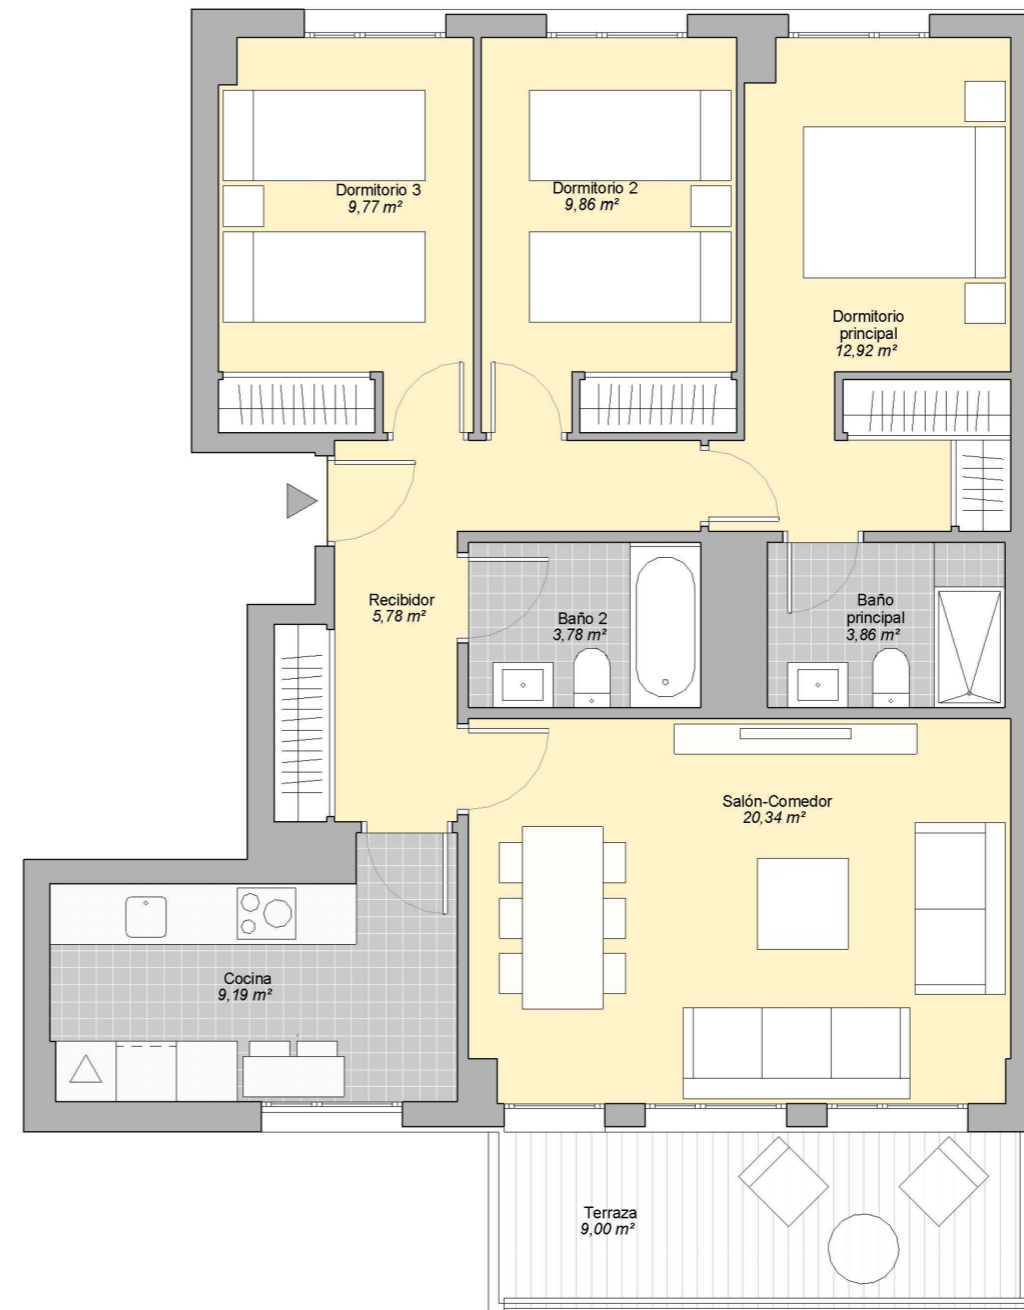 Dormitorio 3
9,77 m²
Dormitorio 2
9,86 m²
Dormitorio
principal
12,92 m²
Recibidor
5,78 m²
Baño 2
3,78 m²
Baño
principal
3,86 m²
Salón-Comedor
20,34 m²
Cocina
9,19 m²
Terraza
9,00 m²